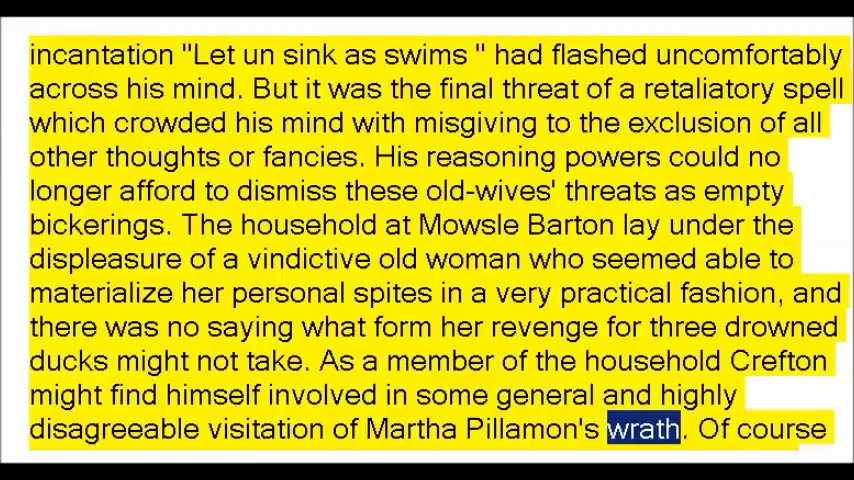 incantation "Let un sink as swims " had flashed uncomfortably
across his mind. But it was the final threat of a retaliatory spell
which crowded his mind with misgiving to the exclusion of all
other thoughts or fancies. His reasoning powers could no
longer afford to dismiss these old-wives' threats as empty
bickerings. The household at Mowsle Barton lay under the
displeasure of a vindictive old woman who seemed able to
materialize her personal spites in a very practical fashion, and
there was no saying what form her revenge for three drowned
ducks might not take. As a member of the household Crefton
might find himself involved in some general and highly
disagreeable visitation of Martha Pillamon's wrath. Of course